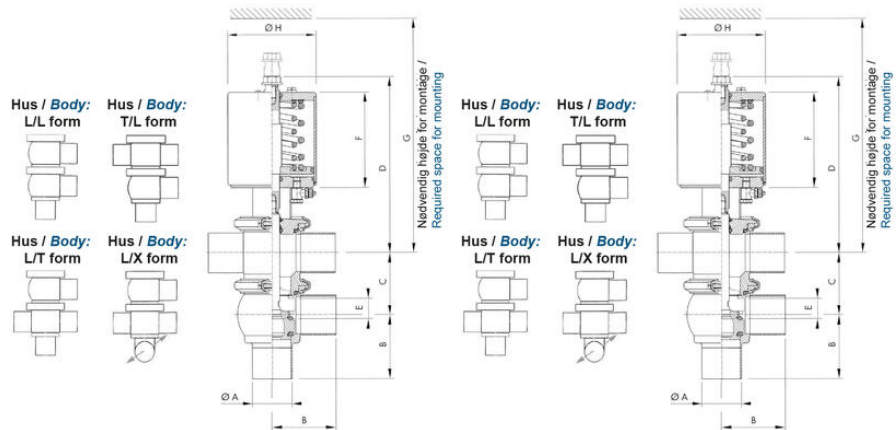 Ø H
Hus / Body:
L/L form
Hus / Body:
T/L form
Hus / Body:
L/T form
Hus / Body:
L/X form
F
D
G
C
E
B
Ø A
B
Nødvendig højde for montage /
Required space for mounting
Ø H
Hus / Body:
L/L form
Hus / Body:
T/L form
Hus / Body:
L/T form
Hus / Body:
L/X form
F
D
G
C
E
B
Ø A
B
Nødvendig højde for montage /
Required space for mounting